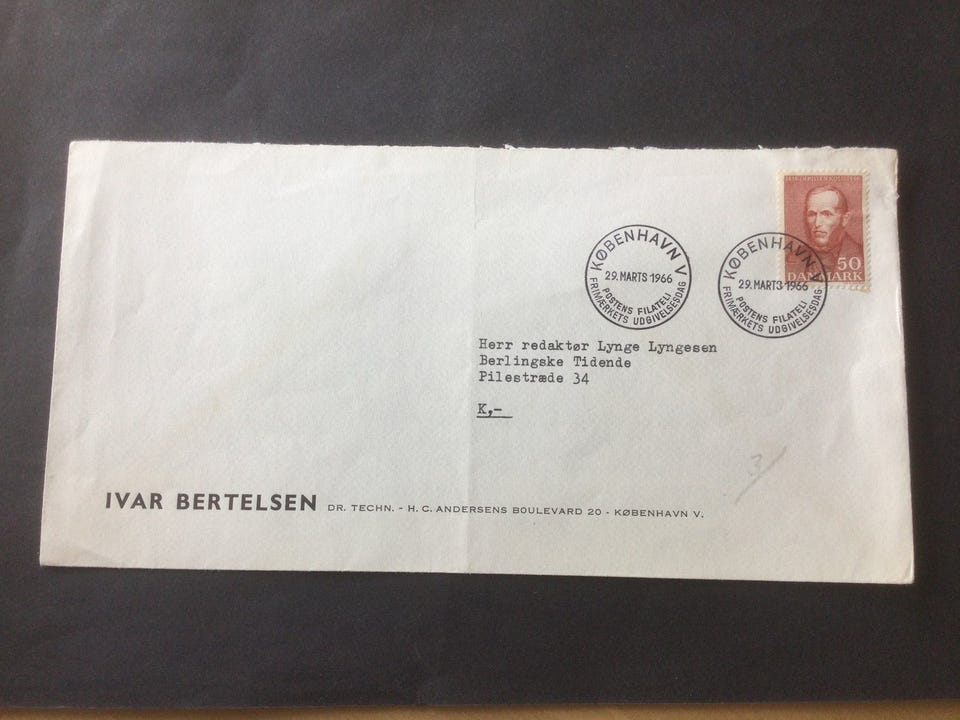 50
DANMARK
KØBENHAVN V
29. MARTS 1966
POSTENS FILATELI
FRIMÆRKETS UDGIVELSESDAG
KØBENHAVN V
29. MARTS 1966
POSTENS FILATELI
FRIMÆRKETS UDGIVELSESDAG
Herr redaktør Lynge Lyngesen
Berlingske Tidende
Pilestræde 34
K,-
3
IVAR BERTELSEN DR. TECHN. - H. C. ANDERSENS BOULEVARD 20 - KØBENHAVN V.